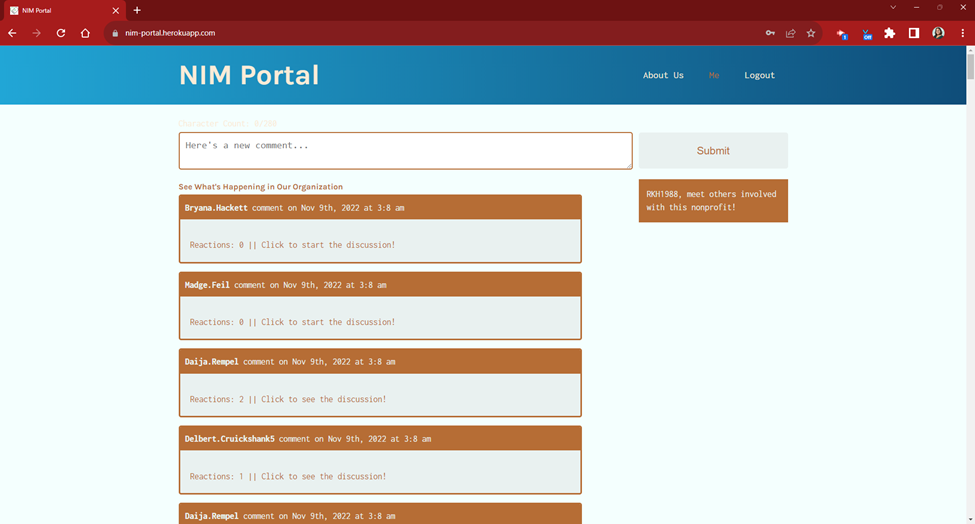 NIM Portal
nim-portal.herokuapp.com
NIM Portal
About Us Me Logout
Character Count: 0/280
Here's a new comment...
Submit
RKH1988, meet others involved
with this nonprofit!
See What's Happening in Our Organization
Bryana.Hackett comment on Nov 9th, 2022 at 3:8 am
Reactions: 0 || Click to start the discussion!
Madge.Feil comment on Nov 9th, 2022 at 3:8 am
Reactions: 0 || Click to start the discussion!
Daija.Rempel comment on Nov 9th, 2022 at 3:8 am
Reactions: 2 || Click to see the discussion!
Delbert.Cruickshank5 comment on Nov 9th, 2022 at 3:8 am
Reactions: 1 || Click to see the discussion!
Daija.Rempel comment on Nov 9th, 2022 at 3:8 am